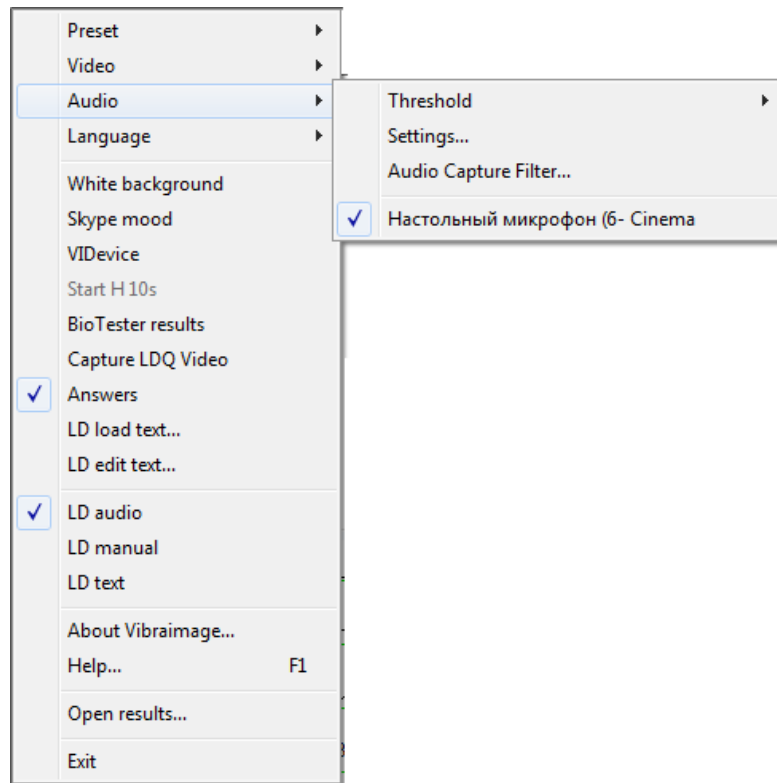 Preset
Video
Audio
Language
White background
Skype mood
VIDevice
Start H 10s
BioTester results
Capture LDQ Video
Answers
LD load text...
LD edit text...
LD audio
LD manual
LD text
About Vibraimage...
Help... F1
Open results...
Exit
Threshold
Settings...
Audio Capture Filter...
Настольный микрофон (6- Cinema